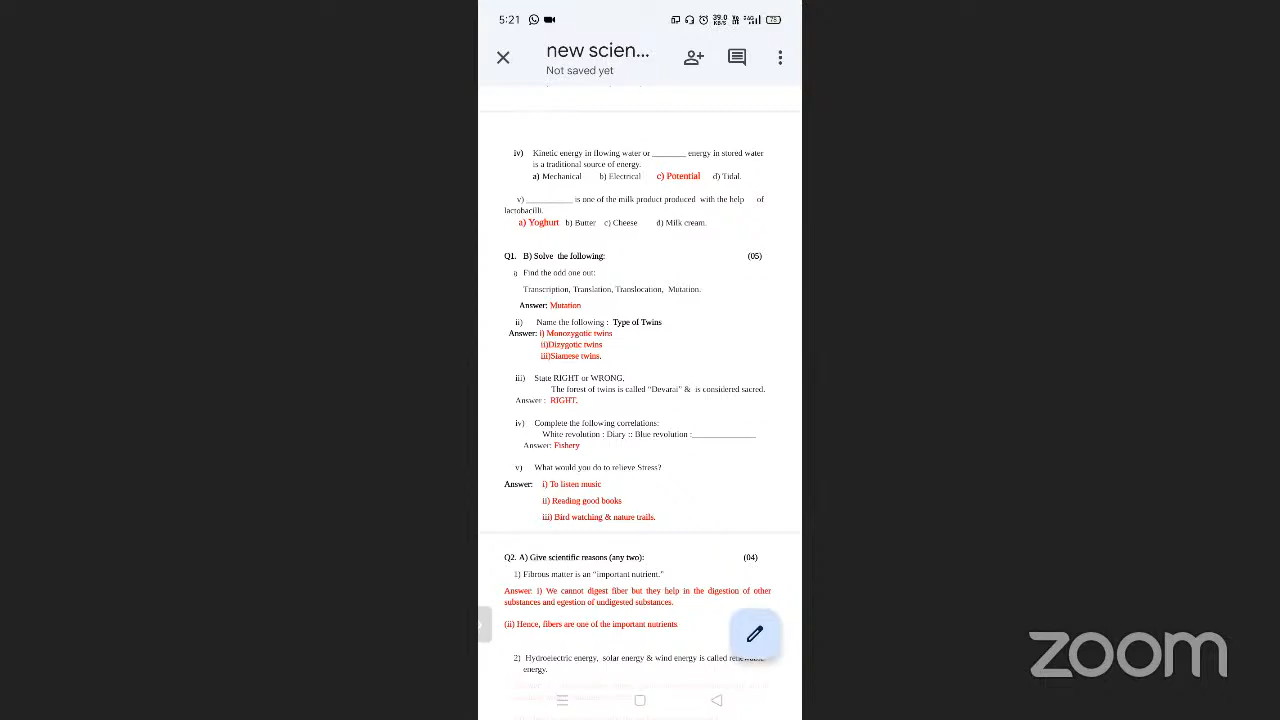 5:21
39.0 KB/S
75
new scien...
Not saved yet
iv) Kinetic energy in flowing water or ________ energy in stored water
is a traditional source of energy.
a) Mechanical b) Electrical c) Potential d) Tidal.
v) ___________ is one of the milk product produced with the help of
lactobacilli.
a) Yoghurt b) Butter c) Cheese d) Milk cream.
Q1. B) Solve the following: (05)
i) Find the odd one out:
Transcription, Translation, Translocation, Mutation.
Answer: Mutation
ii) Name the following : Type of Twins
Answer: i) Monozygotic twins
ii)Dizygotic twins
iii)Siamese twins.
iii) State RIGHT or WRONG.
The forest of twins is called “Devarai” & is considered sacred.
Answer : RIGHT.
iv) Complete the following correlations:
White revolution : Diary :: Blue revolution :_______________
Answer: Fishery
v) What would you do to relieve Stress?
Answer: i) To listen music
ii) Reading good books
iii) Bird watching & nature trails.
Q2. A) Give scientific reasons (any two): (04)
1) Fibrous matter is an “important nutrient.”
Answer: i) We cannot digest fiber but they help in the digestion of other
substances and egestion of undigested substances.
(ii) Hence, fibers are one of the important nutrients
2) Hydroelectric energy, solar energy & wind energy is called renewable
energy.
zoom